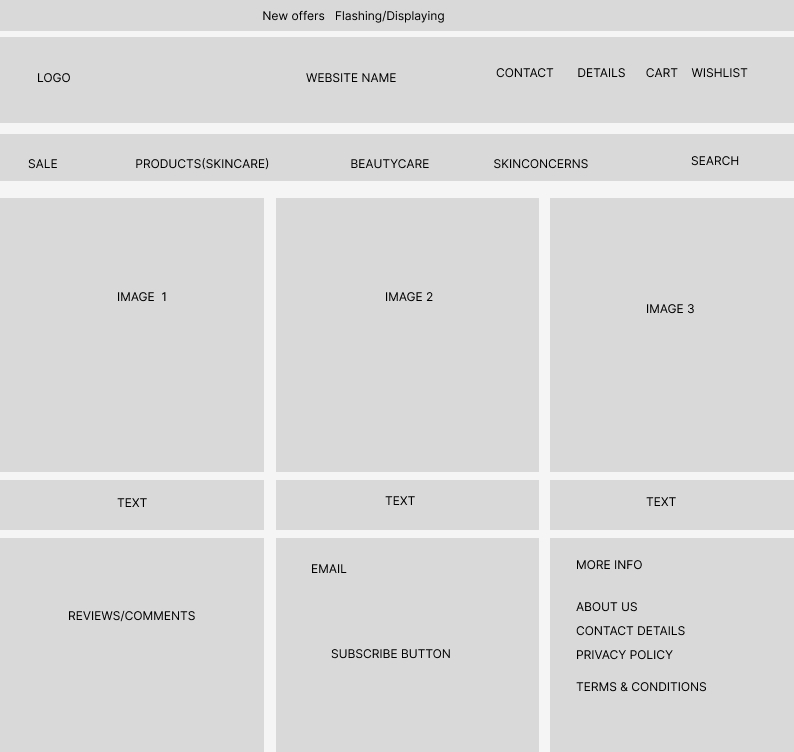 New offers   Flashing/Displaying
LOGO
WEBSITE NAME
CONTACT
DETAILS
CART
WISHLIST
SALE
PRODUCTS(SKINCARE)
BEAUTYCARE
SKINCONCERNS
SEARCH
IMAGE  1
IMAGE 2
IMAGE 3
TEXT
TEXT
TEXT
REVIEWS/COMMENTS
EMAIL
SUBSCRIBE BUTTON
MORE INFO
ABOUT US
CONTACT DETAILS
PRIVACY POLICY
TERMS & CONDITIONS